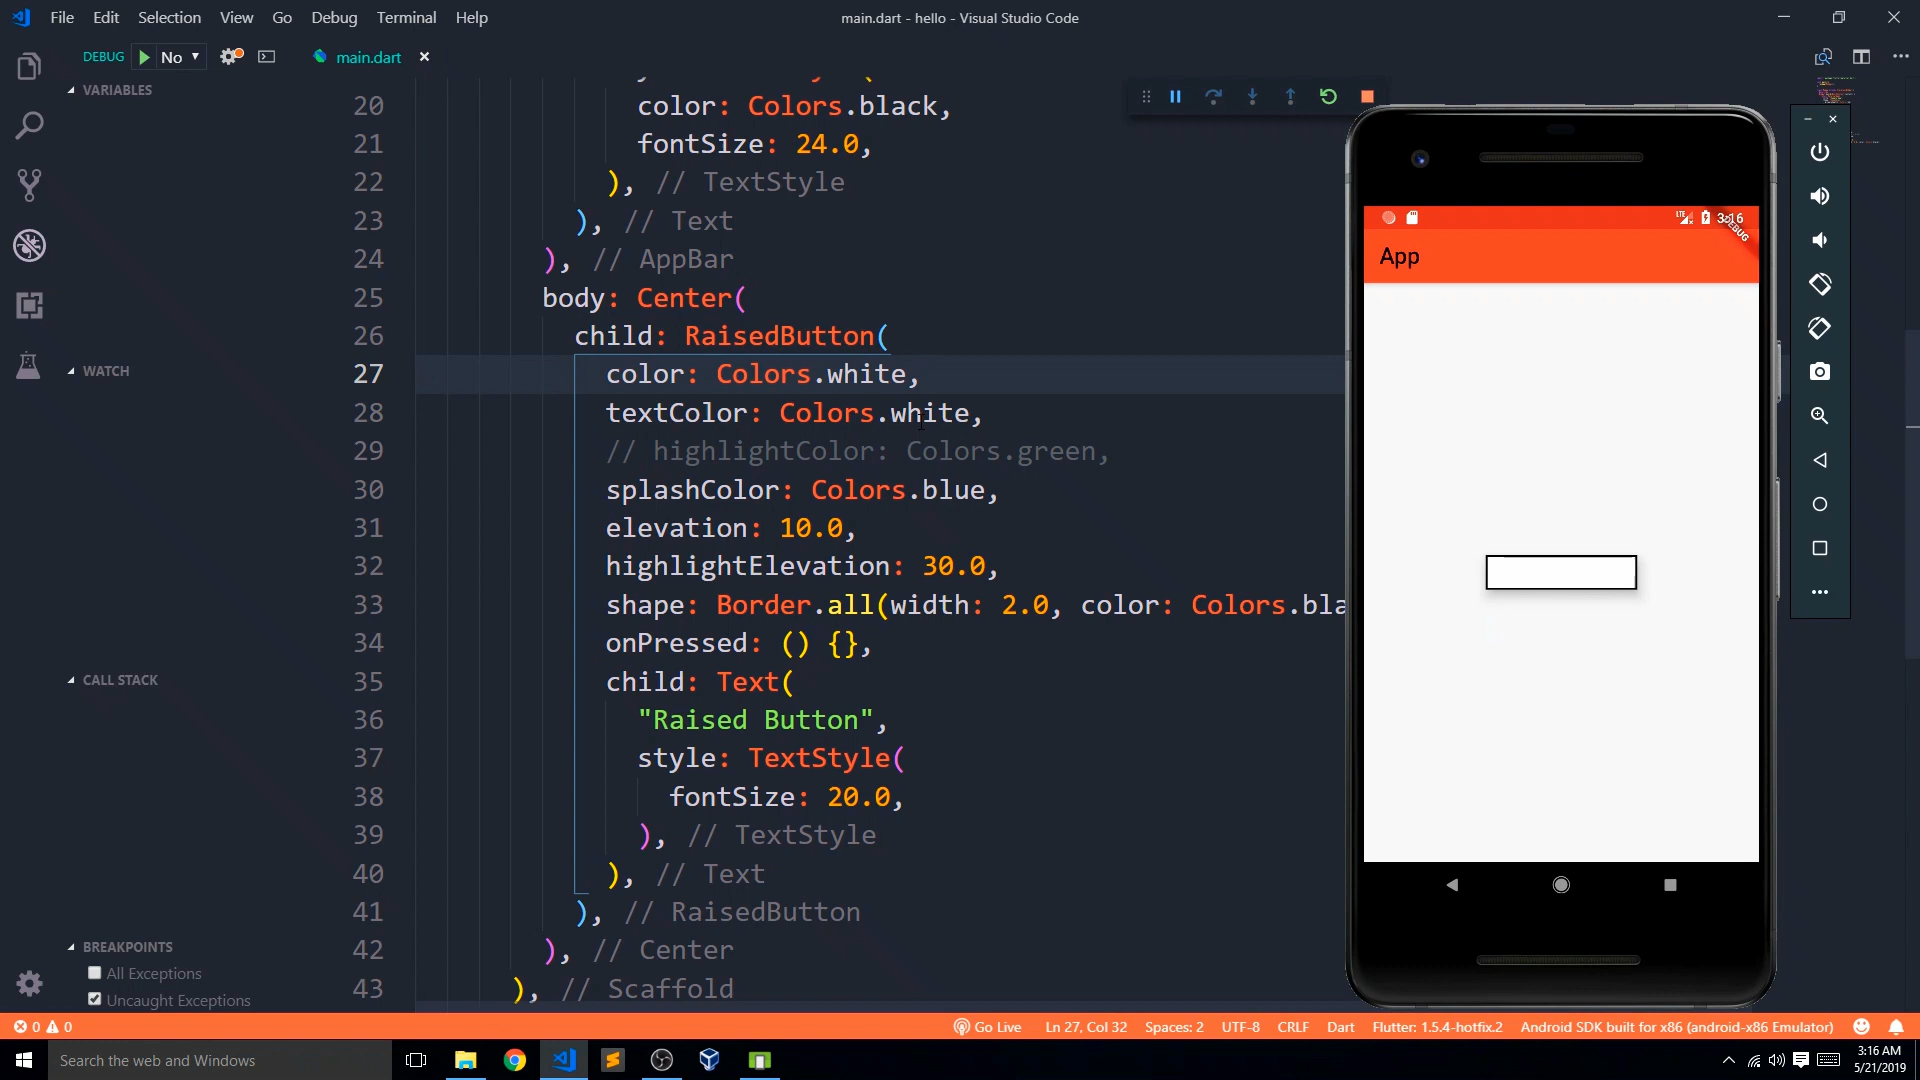 File Edit Selection View Go Debug Terminal Help
main.dart - hello - Visual Studio Code
DEBUG No
main.dart
VARIABLES
WATCH
CALL STACK
BREAKPOINTS
All Exceptions
Uncaught Exceptions
20 color: Colors.black,
21 fontSize: 24.0,
22 ), // TextStyle
23 ), // Text
24 ), // AppBar
25 body: Center(
26 child: RaisedButton(
27 color: Colors.white,
28 textColor: Colors.white,
29 // highlightColor: Colors.green,
30 splashColor: Colors.blue,
31 elevation: 10.0,
32 highlightElevation: 30.0,
33 shape: Border.all(width: 2.0, color: Colors.bla
34 onPressed: () {},
35 child: Text(
36 "Raised Button",
37 style: TextStyle(
38 fontSize: 20.0,
39 ), // TextStyle
40 ), // Text
41 ), // RaisedButton
42 ), // Center
43 ), // Scaffold
LTE 3:16
DEBUG
App
0 0 Go Live Ln 27, Col 32 Spaces: 2 UTF-8 CRLF Dart Flutter: 1.5.4-hotfix.2 Android SDK built for x86 (android-x86 Emulator)
Search the web and Windows
3:16 AM
5/21/2019